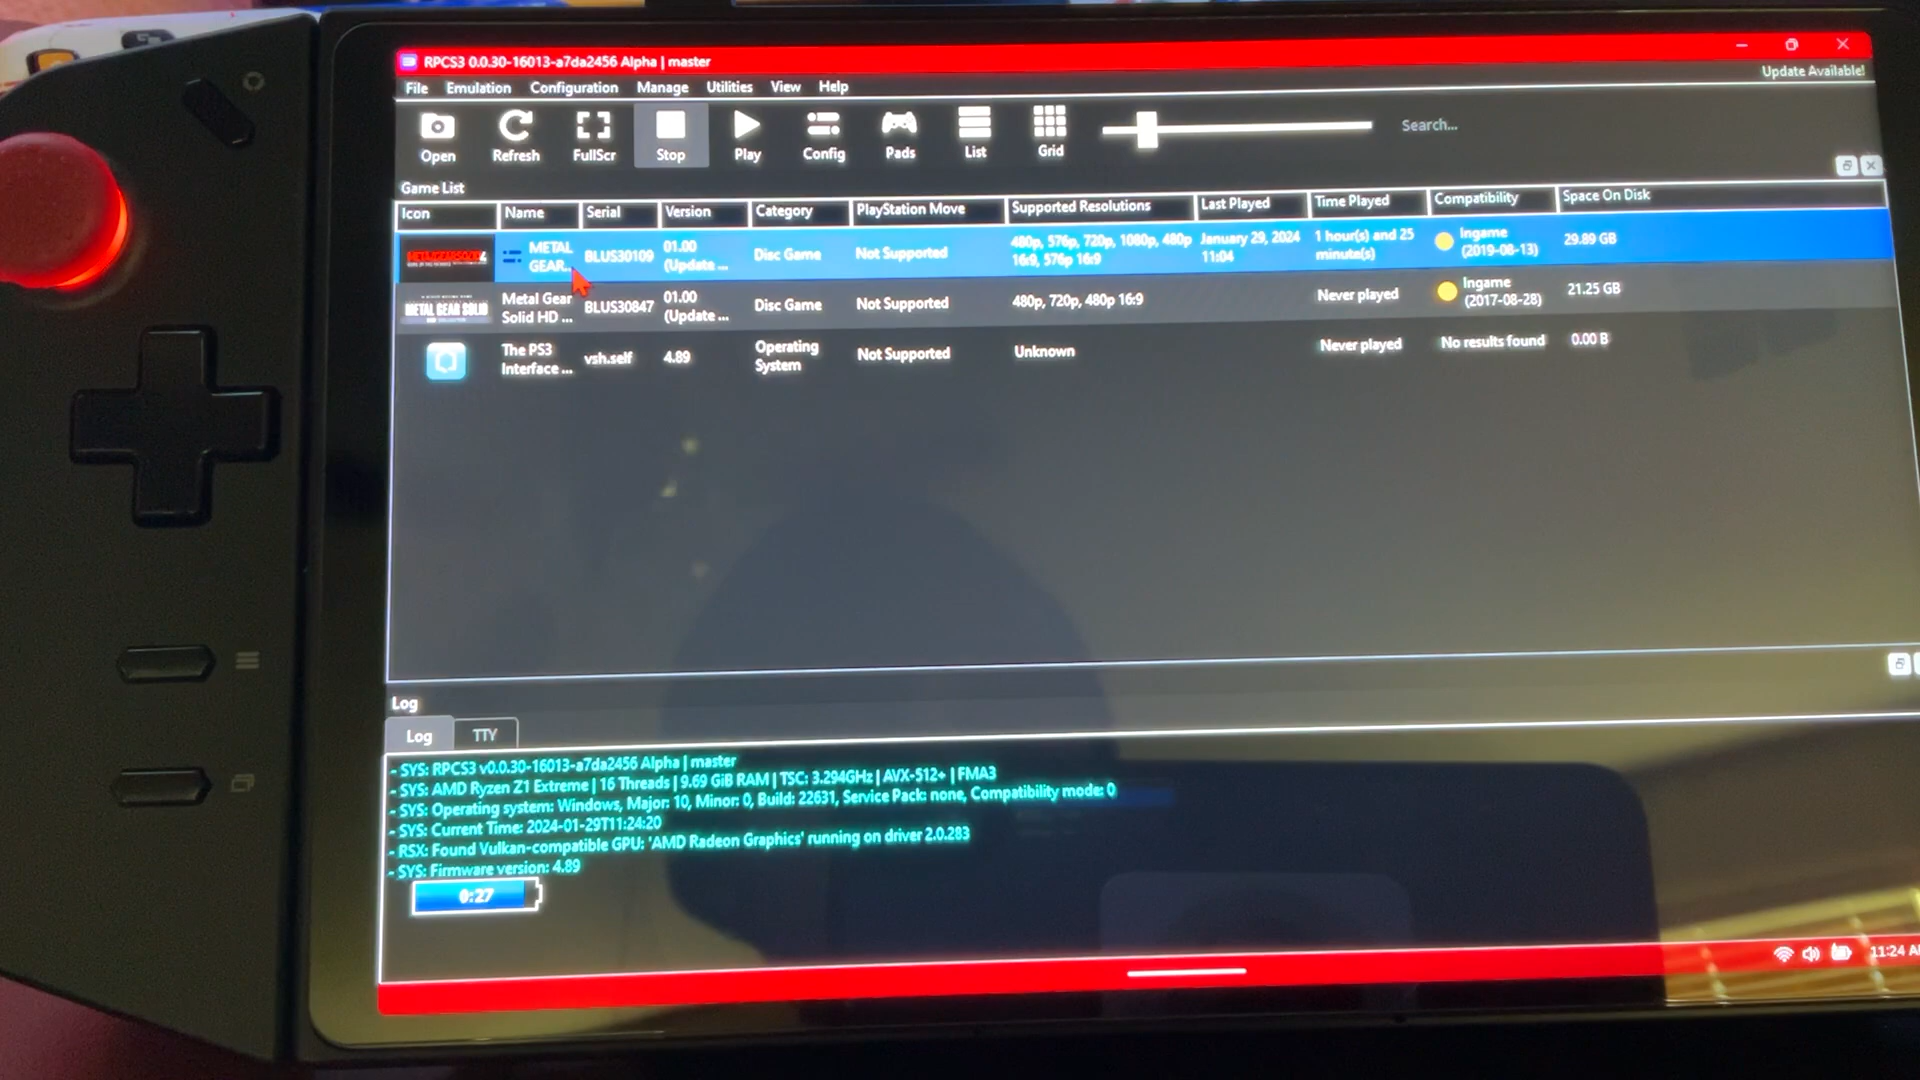 RPCS3 0.0.30-16013-a7da2456 Alpha | master
Update Available!
File Emulation Configuration Manage Utilities View Help
Open Refresh FullScr Stop Play Config Pads List Grid Search...
Game List
Icon Name Serial Version Category PlayStation Move Supported Resolutions Last Played Time Played Compatibility Space On Disk
METAL GEAR SOLID 4
METAL
GEAR...
BLUS30109
01.00
(Update ...
Disc Game
Not Supported
480p, 576p, 720p, 1080p, 480p
16:9, 576p 16:9
January 29, 2024
11:04
1 hour(s) and 25
minute(s)
Ingame
(2019-08-13)
29.89 GB
METAL GEAR SOLID
Metal Gear
Solid HD ...
BLUS30847
01.00
(Update ...
Disc Game
Not Supported
480p, 720p, 480p 16:9
Never played
Ingame
(2017-08-28)
21.25 GB
The PS3
Interface ...
vsh.self
4.89
Operating
System
Not Supported
Unknown
Never played
No results found
0.00 B
Log
Log TTY
- SYS: RPCS3 v0.0.30-16013-a7da2456 Alpha | master
- SYS: AMD Ryzen Z1 Extreme | 16 Threads | 9.69 GiB RAM | TSC: 3.294GHz | AVX-512+ | FMA3
- SYS: Operating system: Windows, Major: 10, Minor: 0, Build: 22631, Service Pack: none, Compatibility mode: 0
- SYS: Current Time: 2024-01-29T11:24:20
- RSX: Found Vulkan-compatible GPU: 'AMD Radeon Graphics' running on driver 2.0.283
- SYS: Firmware version: 4.89
0:27
11:24 A